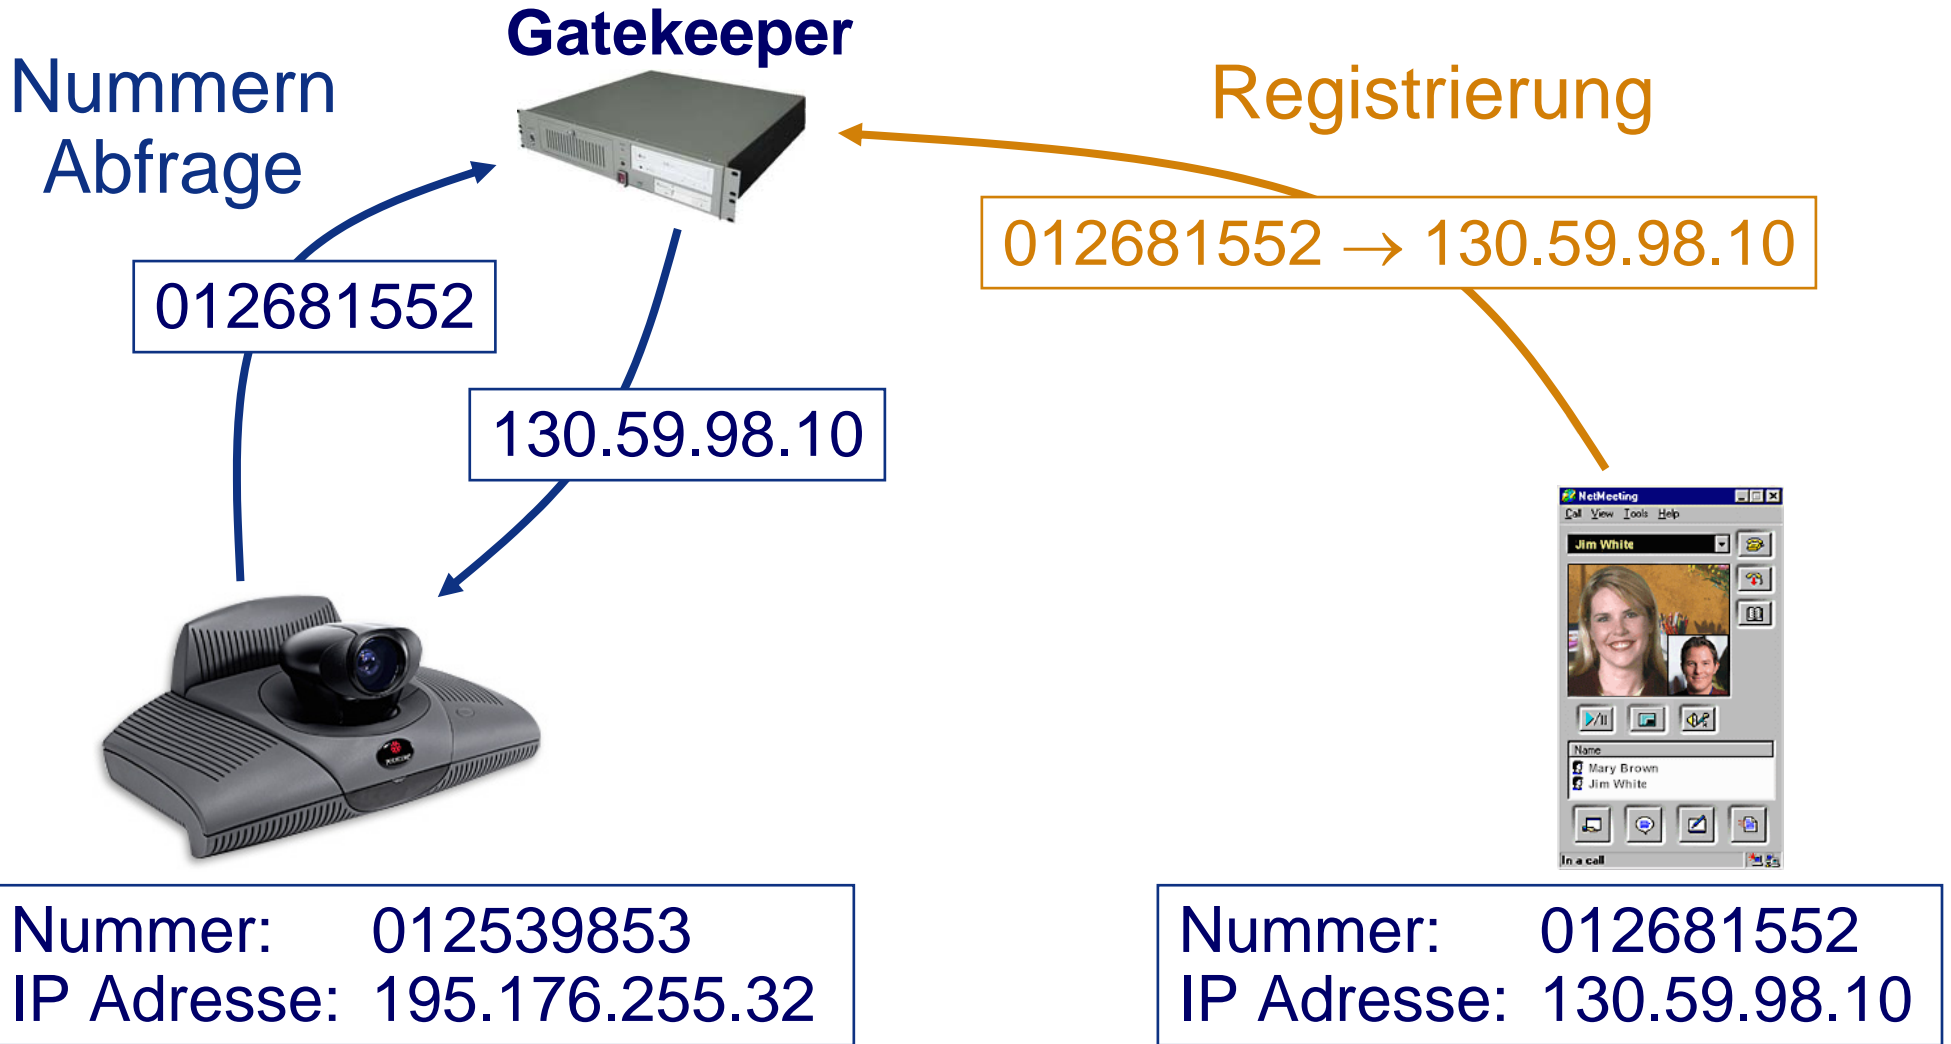 Gatekeeper
Nummern
Abfrage
Registrierung
012681552 → 130.59.98.10
012681552
130.59.98.10
NetMeeting
Call View Tools Help
Jim White
Name
Mary Brown
Jim White
In a call
Nummer: 012539853
IP Adresse: 195.176.255.32
Nummer: 012681552
IP Adresse: 130.59.98.10